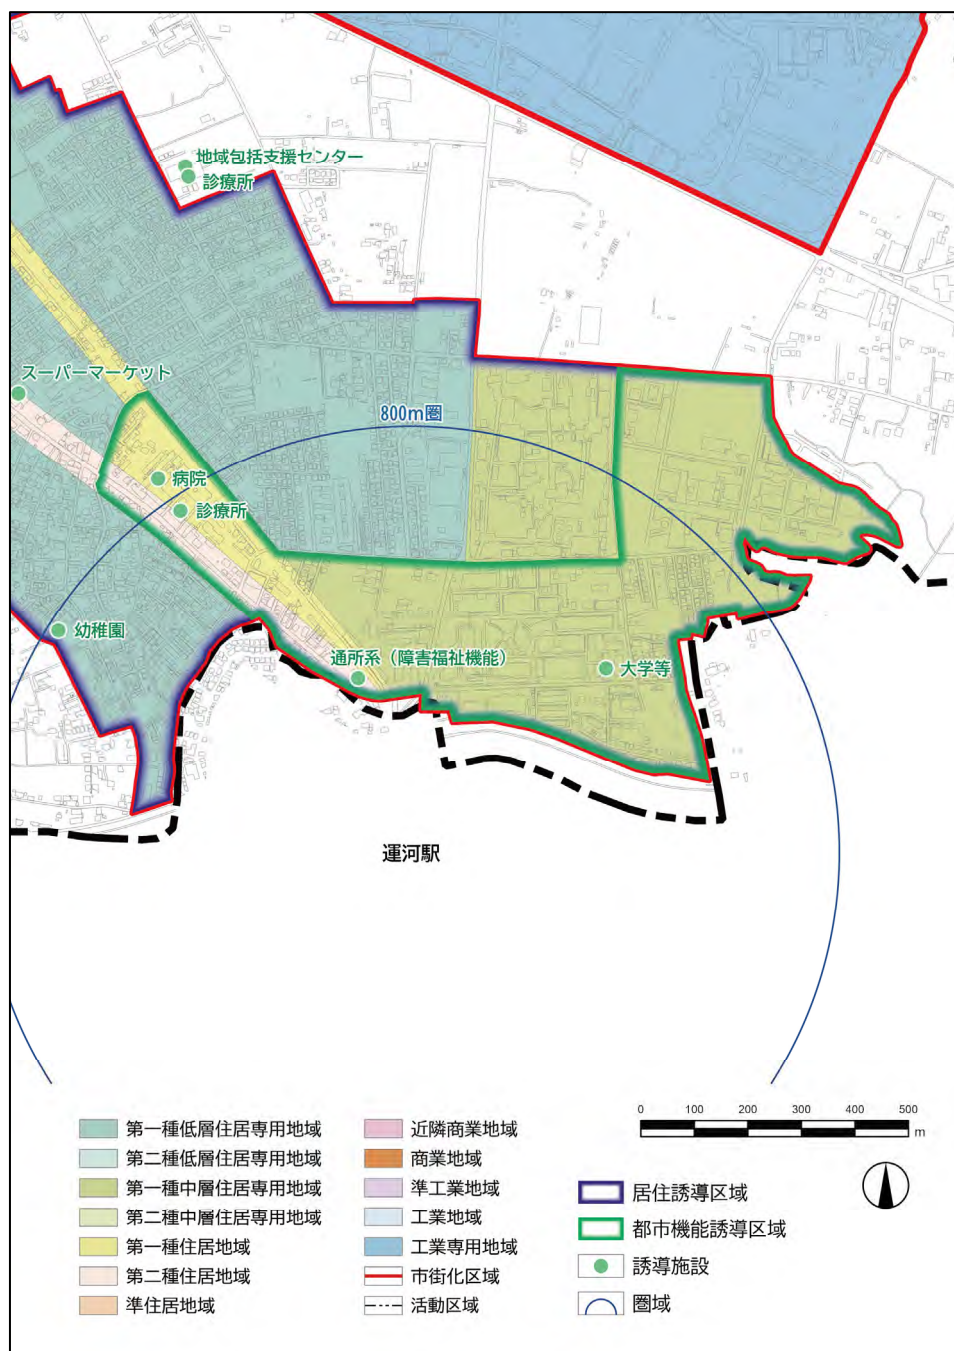 地域包括支援センター
診療所
スーパーマーケット
800m圏
病院
診療所
幼稚園
通所系（障害福祉機能）
大学等
運河駅
0 100 200 300 400 500
m
第一種低層住居専用地域
第二種低層住居専用地域
第一種中層住居専用地域
第二種中層住居専用地域
第一種住居地域
第二種住居地域
準住居地域
近隣商業地域
商業地域
準工業地域
工業地域
工業専用地域
市街化区域
活動区域
居住誘導区域
都市機能誘導区域
誘導施設
圏域